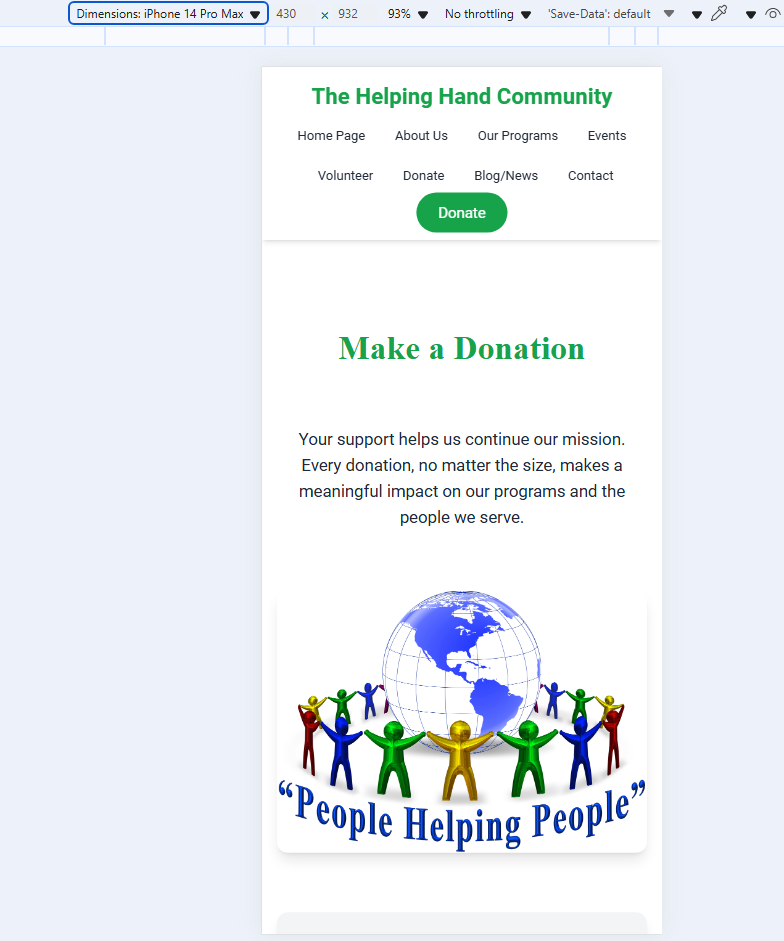 Dimensions: iPhone 14 Pro Max 430 x 932 93% No throttling 'Save-Data': default
The Helping Hand Community
Home Page About Us Our Programs Events
Volunteer Donate Blog/News Contact
Donate
Make a Donation
Your support helps us continue our mission.
Every donation, no matter the size, makes a
meaningful impact on our programs and the
people we serve.
“People Helping People”